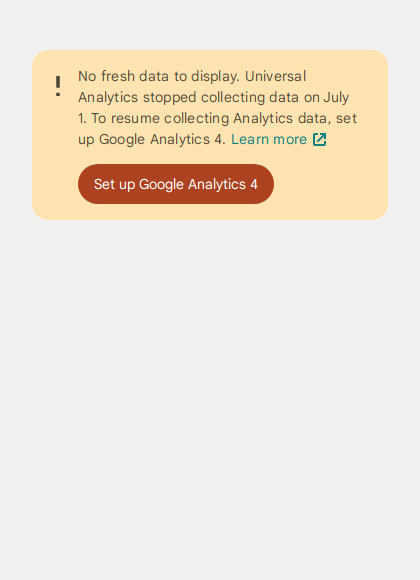 No fresh data to display. Universal
Analytics stopped collecting data on July
1. To resume collecting Analytics data, set
up Google Analytics 4. Learn more
Set up Google Analytics 4